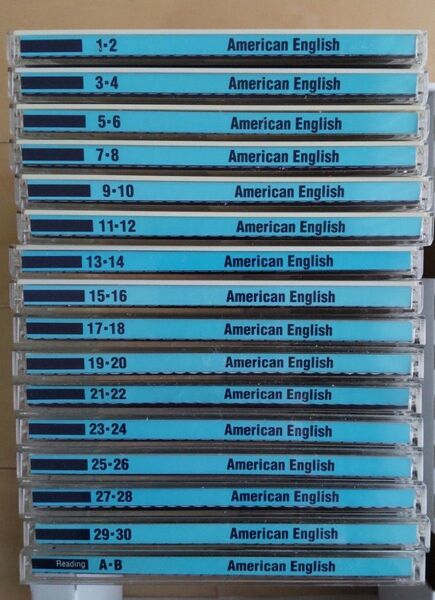 1·2 American English
3·4 American English
5·6 American English
7·8 American English
9·10 American English
11·12 American English
13·14 American English
15·16 American English
17·18 American English
19·20 American English
21·22 American English
23·24 American English
25·26 American English
27·28 American English
29·30 American English
Reading A·B American English